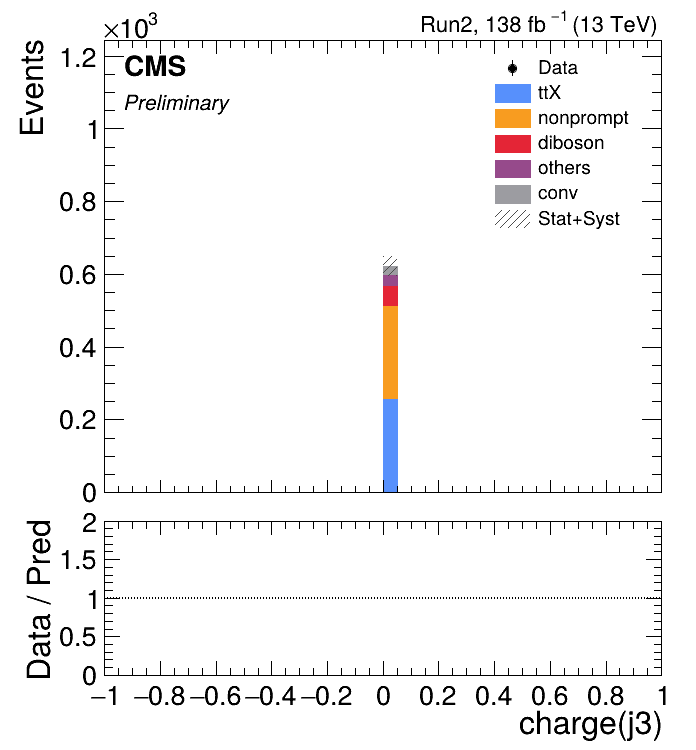 ×10³
Run2, 138 fb⁻¹ (13 TeV)
CMS
Preliminary
Data
ttX
nonprompt
diboson
others
conv
Stat+Syst
Events
1.2
1
0.8
0.6
0.4
0.2
0
Data / Pred
2
1.5
1
0.5
0
−1 −0.8 −0.6 −0.4 −0.2 0 0.2 0.4 0.6 0.8 1
charge(j3)